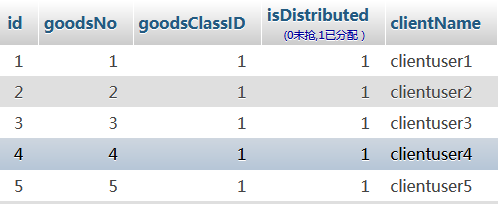 id goodsNo goodsClassID isDistributed clientName
(0未抢,1已分配 )
1 1 1 1 clientuser1
2 2 1 1 clientuser2
3 3 1 1 clientuser3
4 4 1 1 clientuser4
5 5 1 1 clientuser5